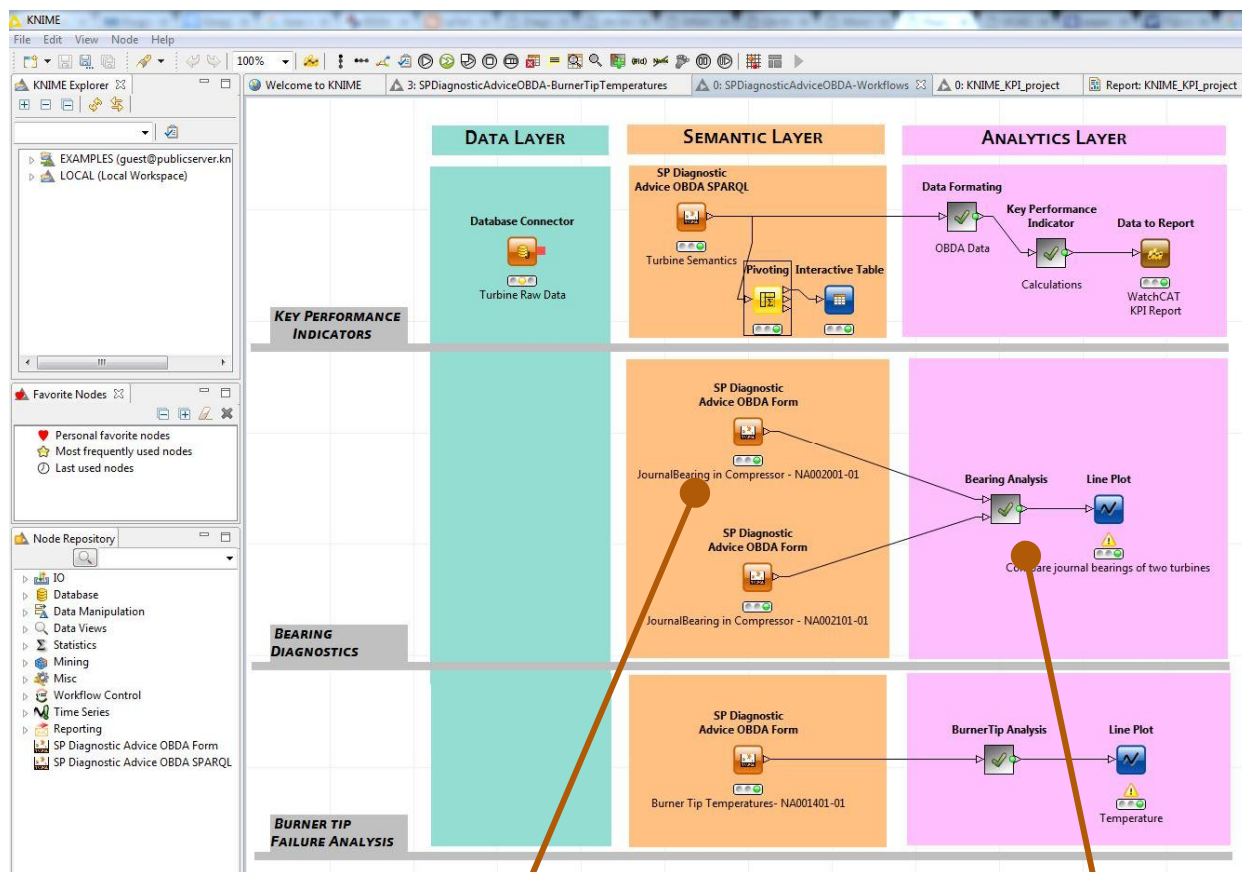 KNIME
File Edit View Node Help
100%
KNIME Explorer
Welcome to KNIME
3: SPDiagnosticAdviceOBDA-BurnerTipTemperatures
0: SPDiagnosticAdviceOBDA-Workflows
0: KNIME_KPI_project
Report: KNIME_KPI_project
EXAMPLES (guest@publicserver.kn
LOCAL (Local Workspace)
Favorite Nodes
Personal favorite nodes
Most frequently used nodes
Last used nodes
Node Repository
IO
Database
Data Manipulation
Data Views
Statistics
Mining
Misc
Workflow Control
Time Series
Reporting
SP Diagnostic Advice OBDA Form
SP Diagnostic Advice OBDA SPARQL
DATA LAYER
SEMANTIC LAYER
ANALYTICS LAYER
Database Connector
Turbine Raw Data
SP Diagnostic
Advice OBDA SPARQL
Turbine Semantics
Pivoting
Interactive Table
Data Formating
OBDA Data
Key Performance
Indicator
Calculations
Data to Report
WatchCAT
KPI Report
KEY PERFORMANCE
INDICATORS
SP Diagnostic
Advice OBDA Form
JournalBearing in Compressor - NA002001-01
SP Diagnostic
Advice OBDA Form
JournalBearing in Compressor - NA002101-01
Bearing Analysis
Line Plot
Compare journal bearings of two turbines
BEARING
DIAGNOSTICS
SP Diagnostic
Advice OBDA Form
Burner Tip Temperatures- NA001401-01
BurnerTip Analysis
Line Plot
Temperature
BURNER TIP
FAILURE ANALYSIS